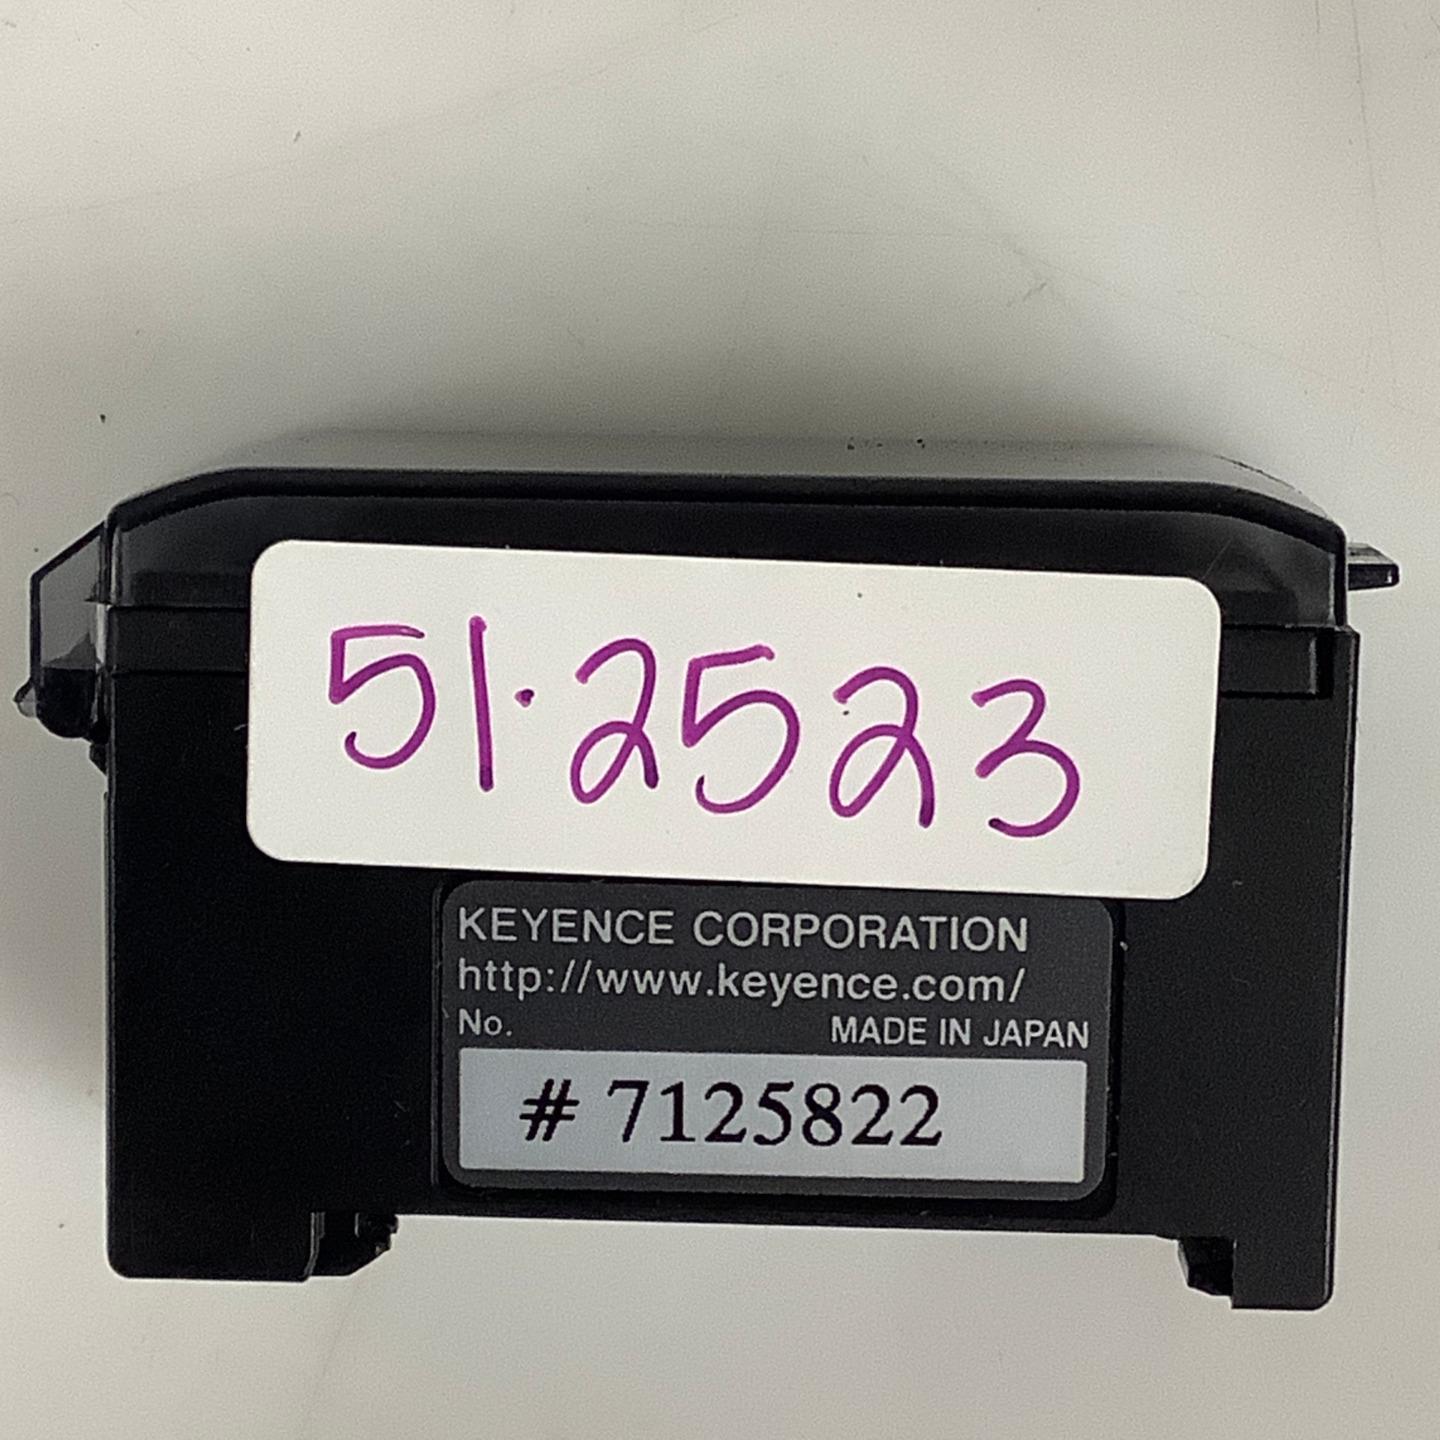 51·2523
KEYENCE CORPORATION
http://www.keyence.com/
No. MADE IN JAPAN
# 7125822